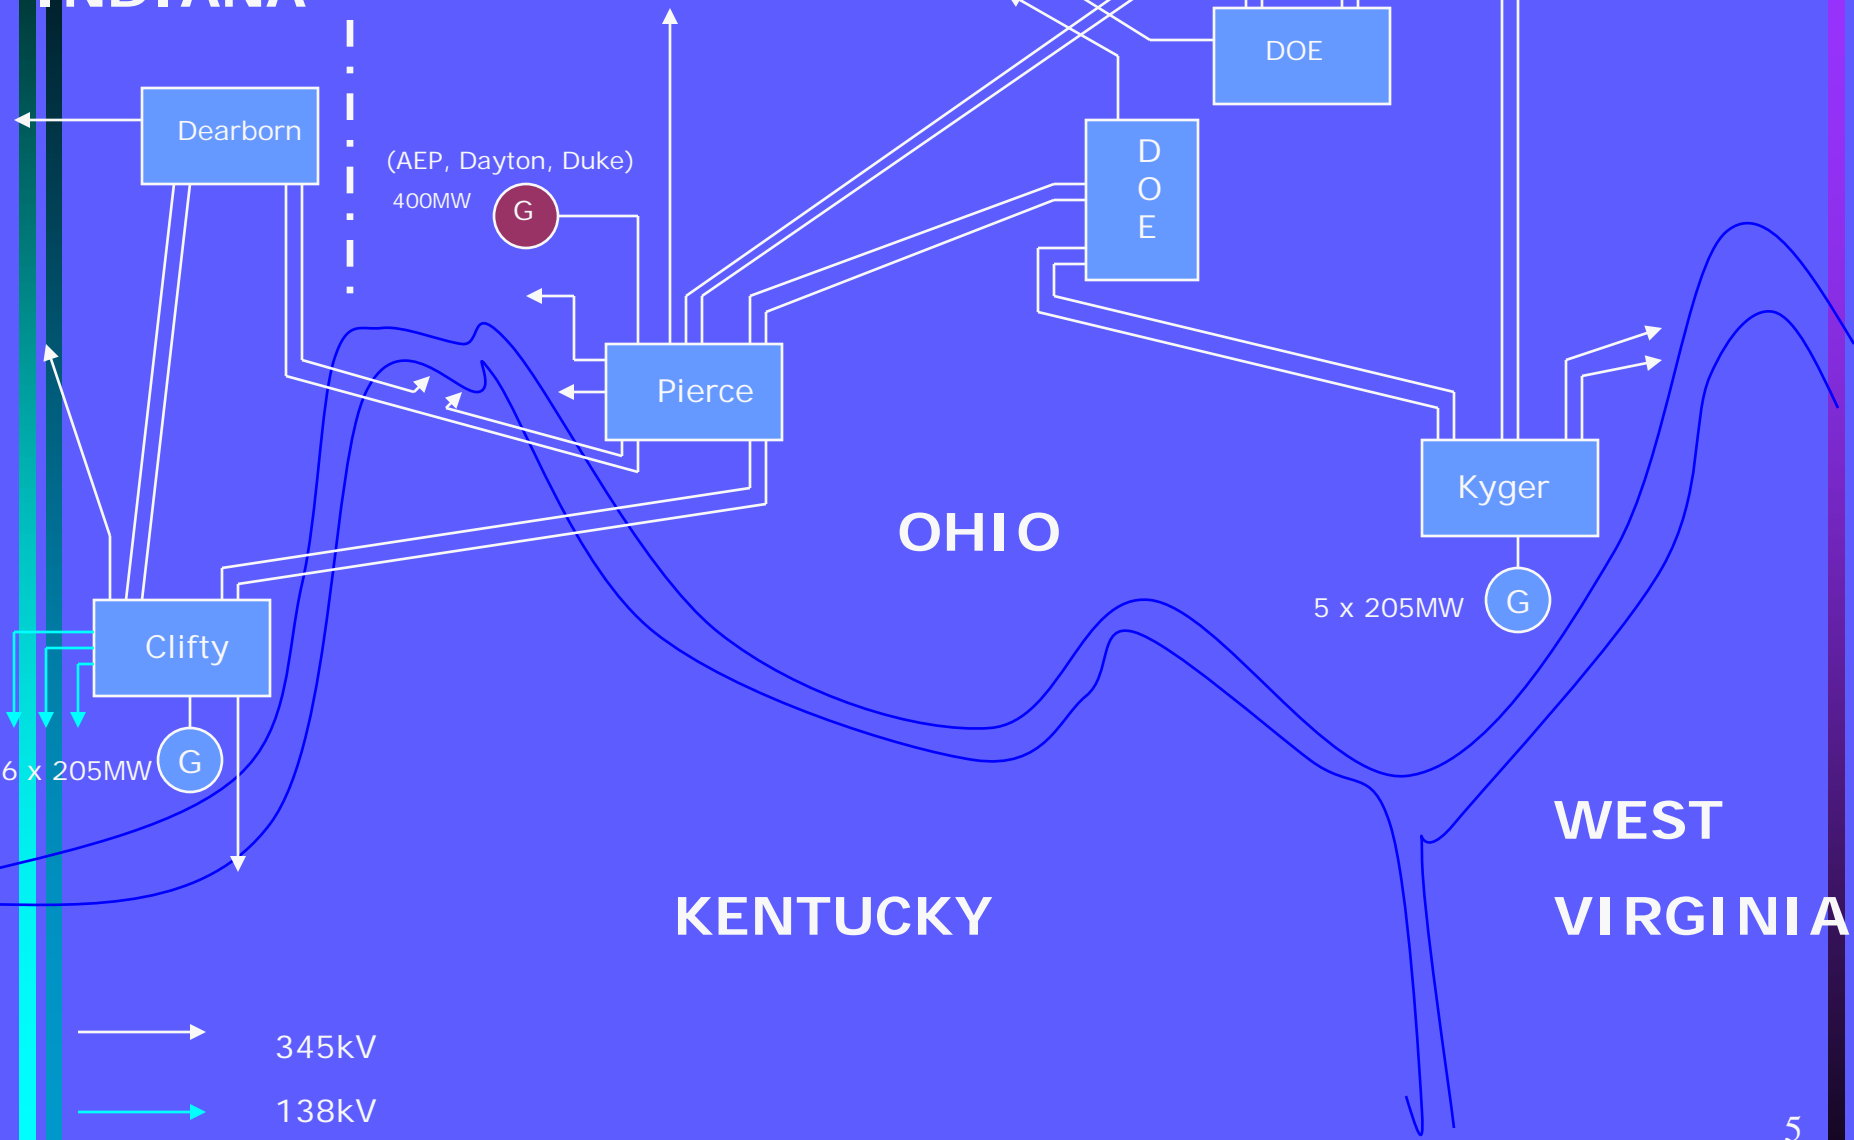 INDIANA
DOE
Dearborn
(AEP, Dayton, Duke)
400MW
G
D
O
E
Pierce
Kyger
OHIO
5 x 205MW
G
Clifty
6 x 205MW
G
WEST
VIRGINIA
KENTUCKY
345kV
138kV
5